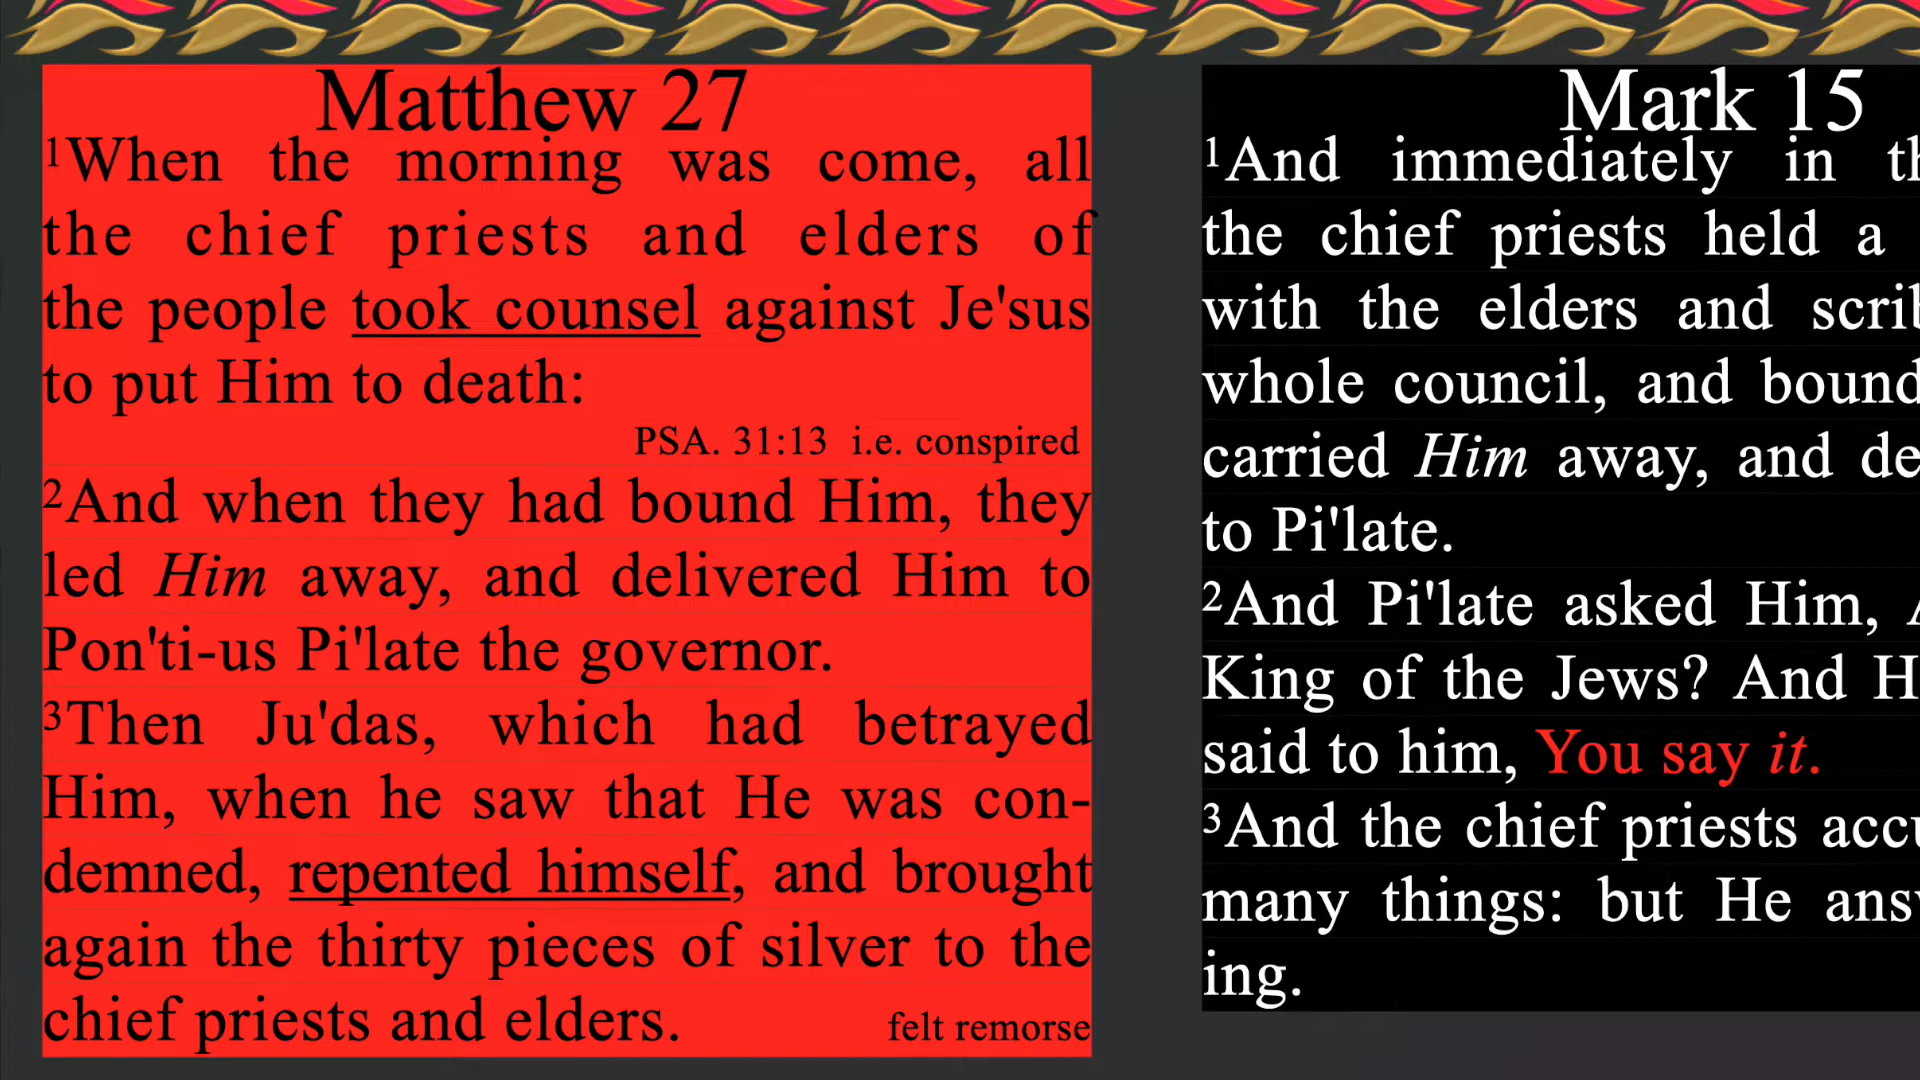 Matthew 27
1When the morning was come, all
the chief priests and elders of
the people took counsel against Je'sus
to put Him to death:
PSA. 31:13 i.e. conspired
2And when they had bound Him, they
led Him away, and delivered Him to
Pon'ti-us Pi'late the governor.
3Then Ju'das, which had betrayed
Him, when he saw that He was con-
demned, repented himself, and brought
again the thirty pieces of silver to the
chief priests and elders. felt remorse
Mark 15
1And immediately in
the chief priests held a
with the elders and
whole council, and bound
carried Him away, and
to Pi'late.
2And Pi'late asked Him,
King of the Jews? And
said to him, You say it.
3And the chief priests
many things: but He
ing.